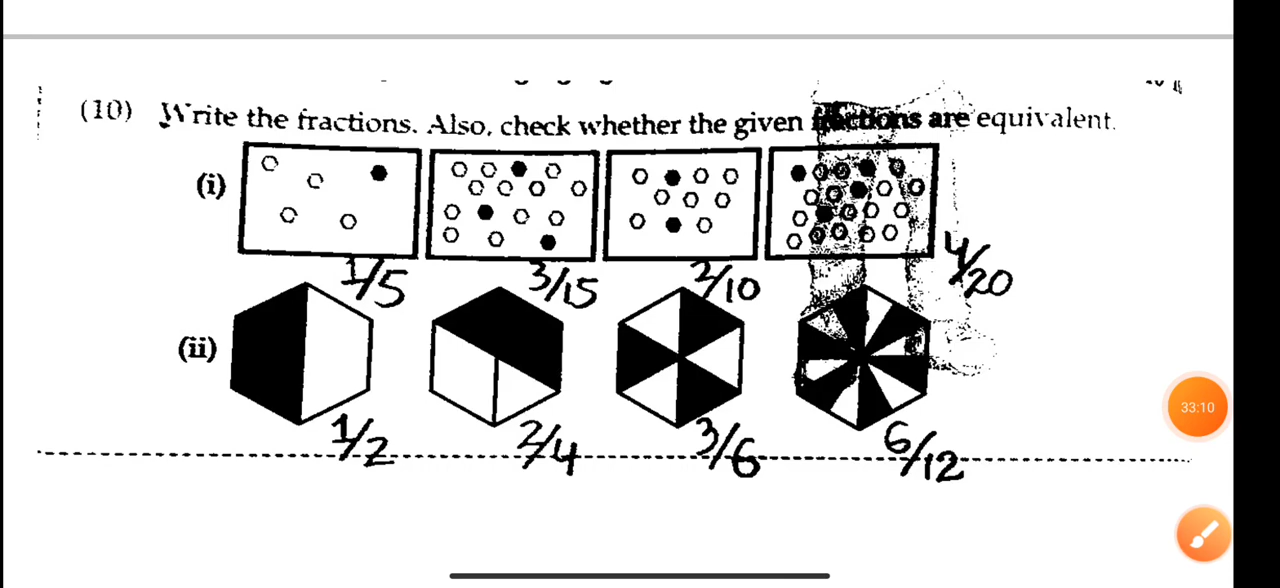 (10) Write the fractions. Also, check whether the given fractions are equivalent.
(i)
1/5 3/15 2/10 4/20
(ii)
1/2 2/4 3/6 6/12
33:10